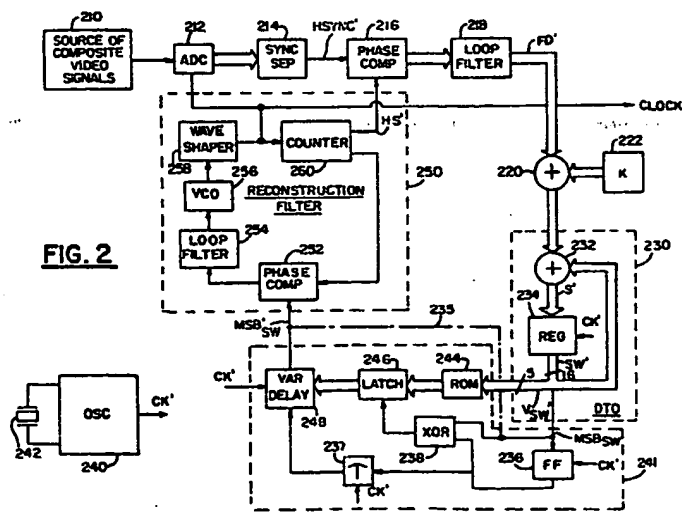 210
SOURCE OF
COMPOSITE
VIDEO
SIGNALS
212
ADC
214
SYNC
SEP
HSYNC'
216
PHASE
COMP
218
LOOP
FILTER
FD'
CLOCK
HS'
WAVE
SHAPER
258
COUNTER
260
250
VCO
256
RECONSTRUCTION
FILTER
LOOP
FILTER
254
252
PHASE
COMP
220
+
222
K
FIG. 2
232
+
230
S'
234
REG
CK'
SW'
16
5
V'SW'
DTO
MSB'SW'
235
CK'
VAR
DELAY
248
246
LATCH
244
ROM
OSC
CK'
242
240
237
CK'
XOR
238
MSBSW'
236
FF
CK'
241